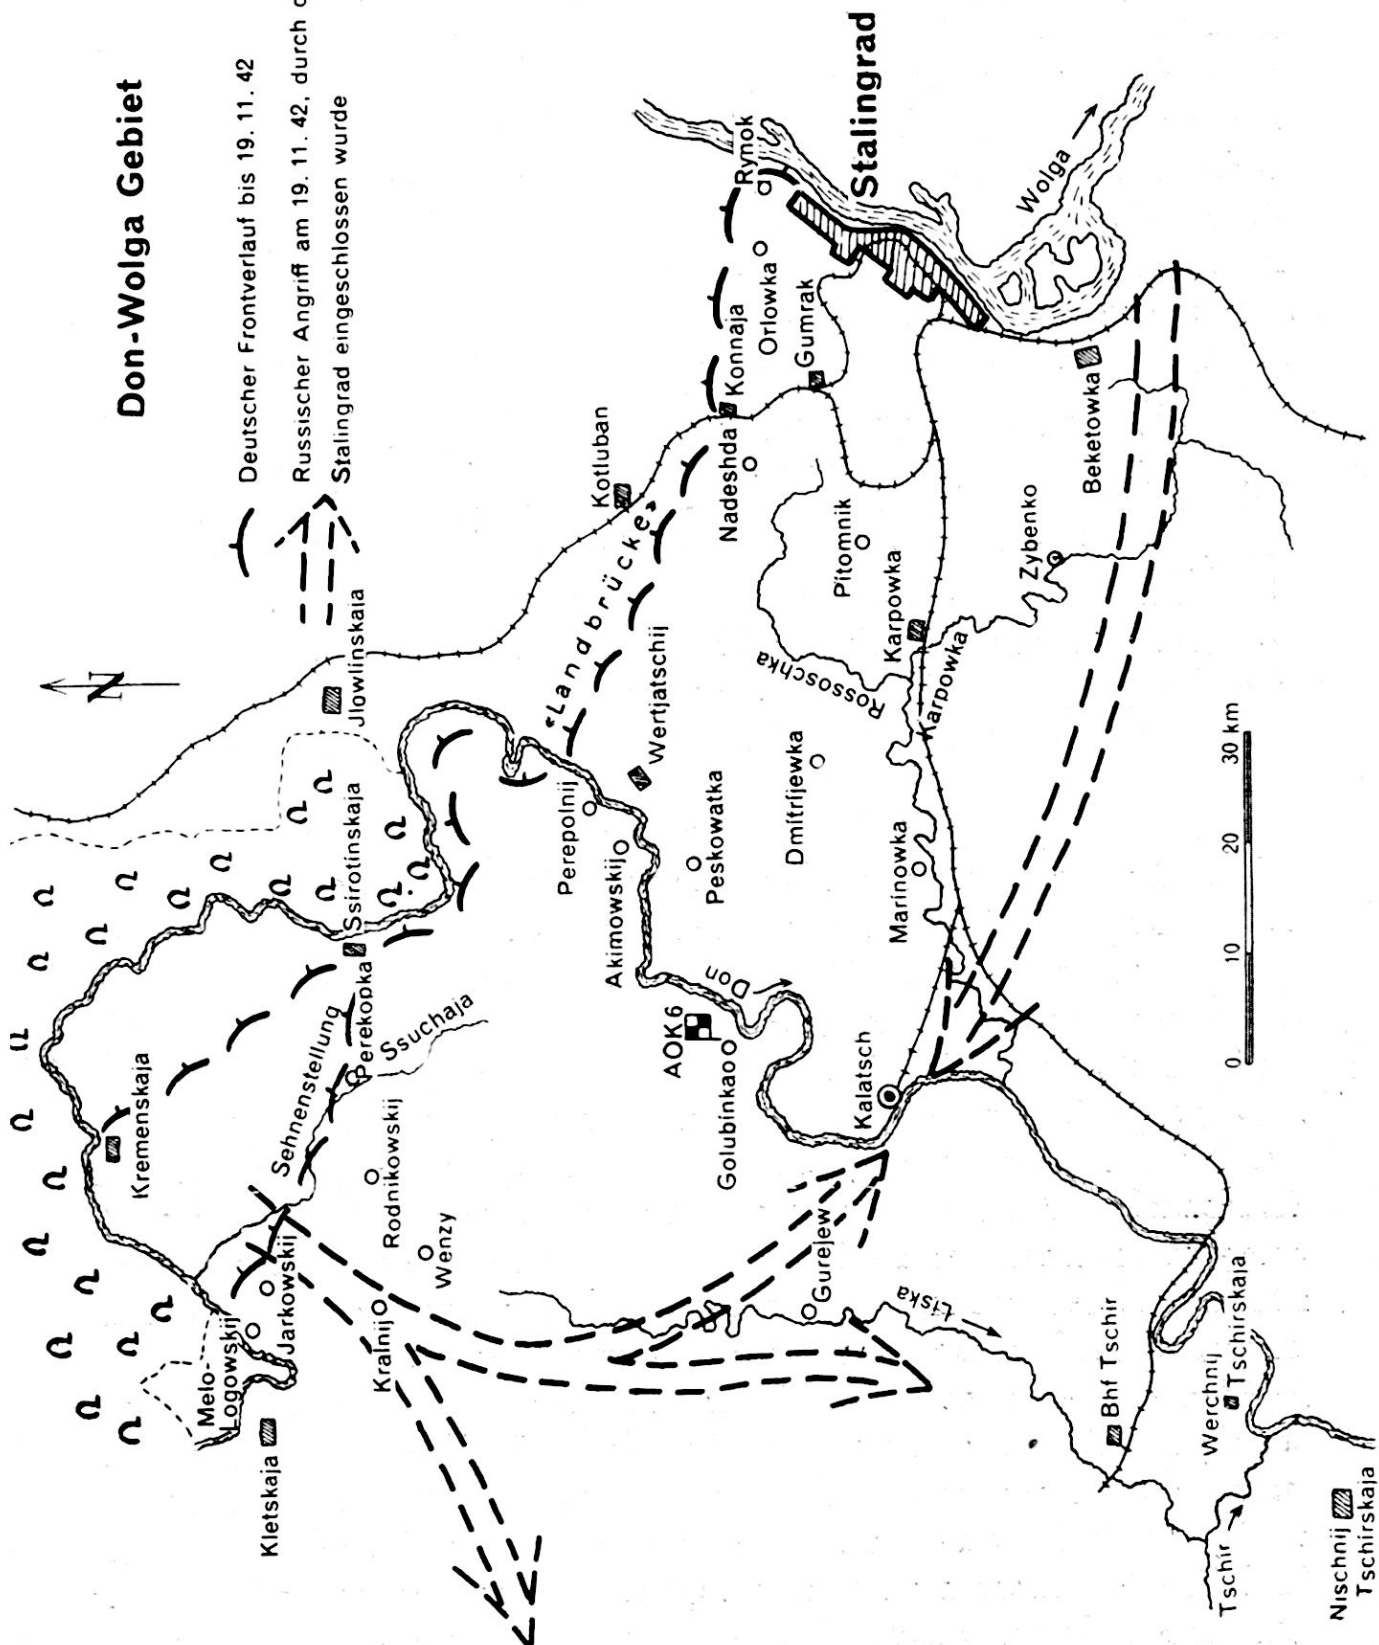 Don-Wolga Gebiet
Deutscher Frontverlauf bis 19. 11. 42
Russischer Angriff am 19. 11. 42, durch
Stalingrad eingeschlossen wurde
N
Kremenskaja
Jlowlinskaia
Ssirotinskaja
Sehnenstellung
Perekopka
Ssuchaja
Melo-
Logowskij
Jarkowskij
Kletskaja
Rodnikowskij
Wenzy
Kralnij
Kotluban
«Landbrücke»
Perepolnij
Akimowskij
Wertjatschij
Peskowatka
Nadeshda
Konnaja
Orlowka
Rynok
Gumrak
Stalingrad
AOK 6
Don
Golubinkao
Dmitrijewka
Pitomnik
Rossoschka
Karpowka
Karpowka
Marinowka
Kalatsch
Gurejew
Liska
Wolga
Zybenko
Beketowka
Bhf Tschir
Werchnij
Tschirskaja
Tschir
Nischnij
Tschirskaja
0 10 20 30 km